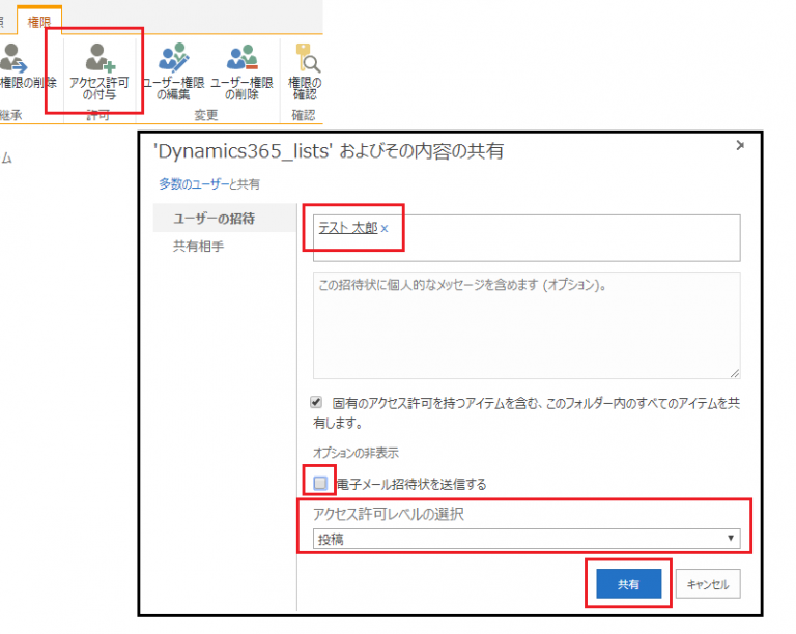 権限
権限の削除
アクセス許可
の付与
ユーザー権限
の編集
ユーザー権限
の削除
権限の
確認
継承
許可
変更
確認
ム
'Dynamics365_lists' およびその内容の共有
多数のユーザーと共有
ユーザーの招待
共有相手
テスト 太郎
この招待状に個人的なメッセージを含めます (オプション)。
固有のアクセス許可を持つアイテムを含む、このフォルダー内のすべてのアイテムを共
有します。
オプションの非表示
電子メール招待状を送信する
アクセス許可レベルの選択
投稿
共有
キャンセル